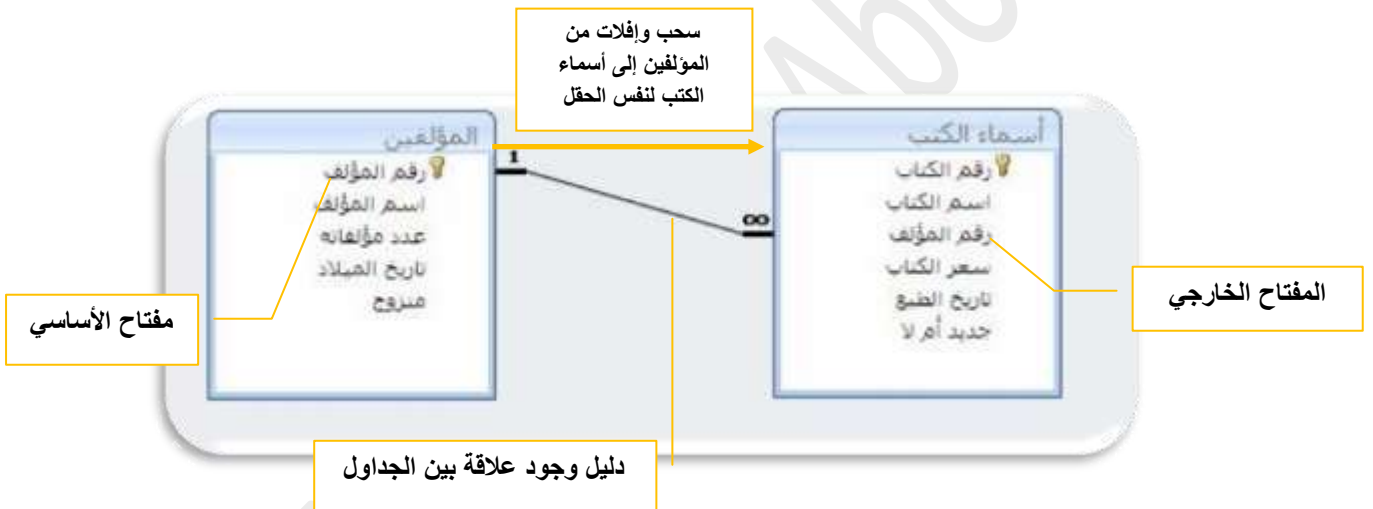 سحب وإفلات من
المؤلفين إلى أسماء
الكتب لنفس الحقل
أسماء الكتب
رقم الكتاب
اسم الكتاب
رقم المؤلف
سعر الكتاب
تاريخ الطبع
جديد أم لا
المؤلفين
رقم المؤلف
اسم المؤلف
عدد مؤلفاته
تاريخ الميلاد
متزوج
1
∞
المفتاح الخارجي
مفتاح الأساسي
دليل وجود علاقة بين الجداول